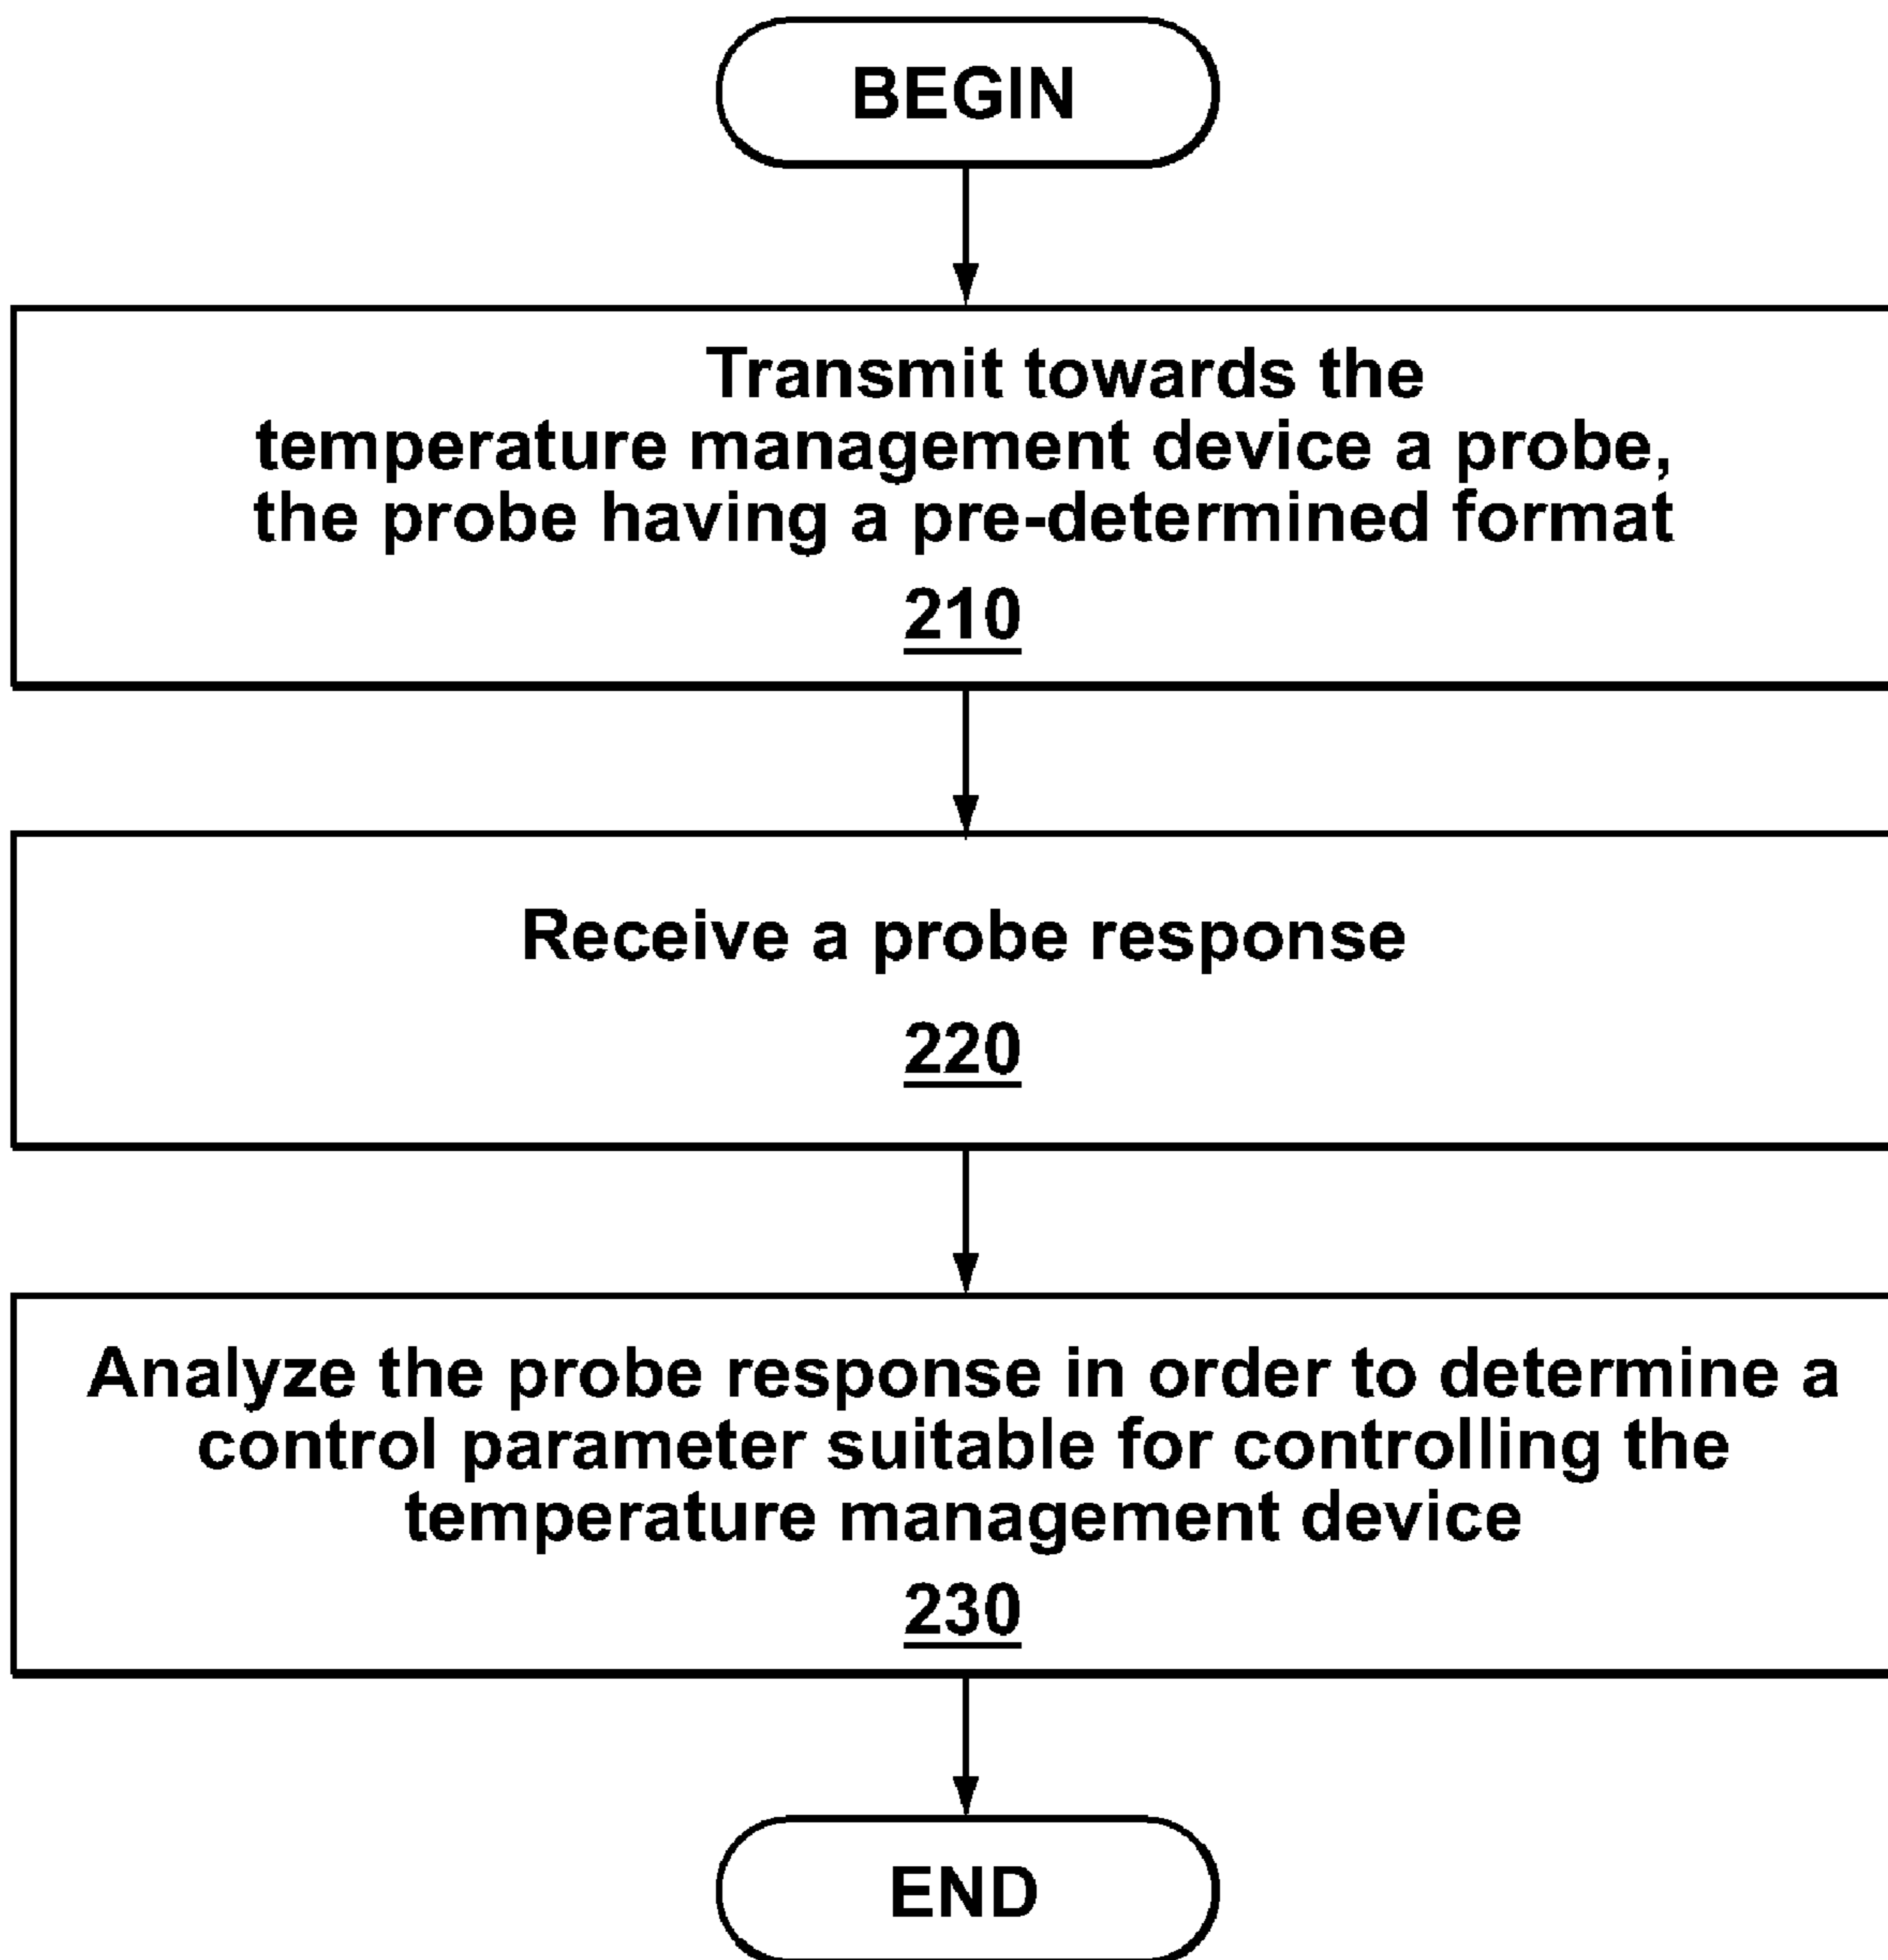 BEGIN
Transmit towards the
temperature management device a probe,
the probe having a pre-determined format
210
Receive a probe response
220
Analyze the probe response in order to determine a
control parameter suitable for controlling the
temperature management device
230
END